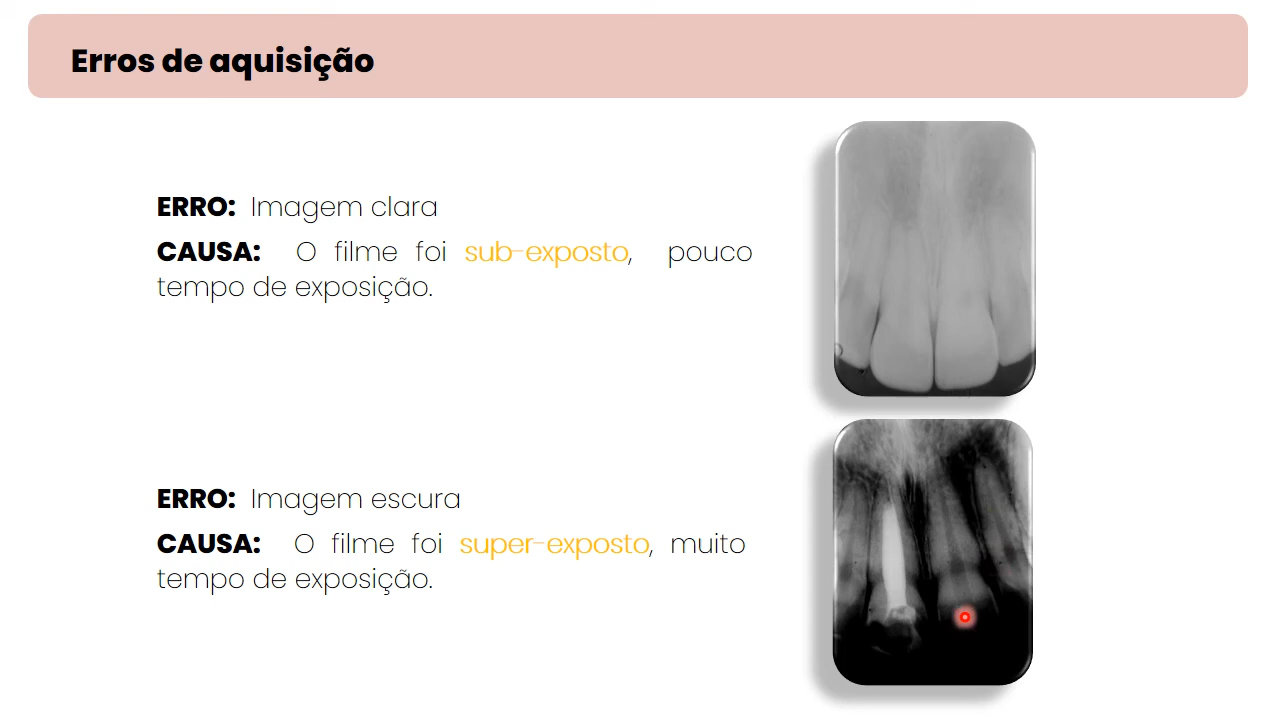 Erros de aquisição
ERRO: Imagem clara
CAUSA: O filme foi sub-exposto, pouco
tempo de exposição.
ERRO: Imagem escura
CAUSA: O filme foi super-exposto, muito
tempo de exposição.